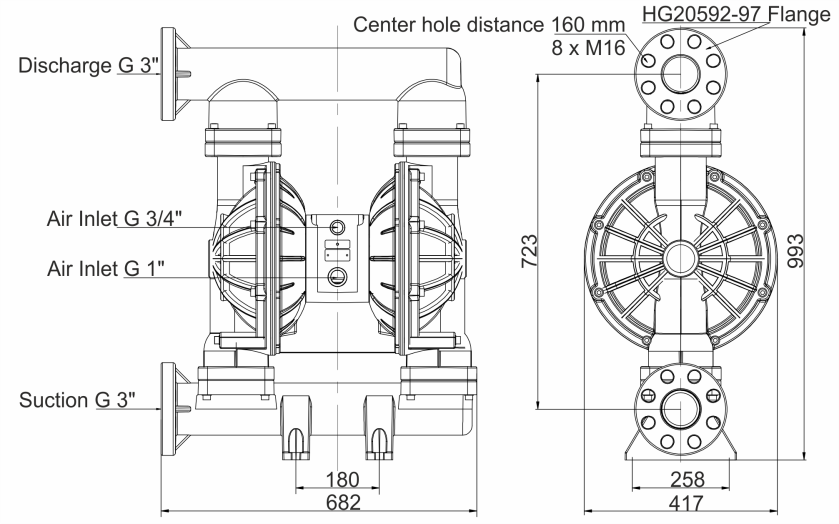 HG20592-97 Flange
Center hole distance 160 mm
8 x M16
Discharge G 3"
Air Inlet G 3/4"
Air Inlet G 1"
723
993
Suction G 3"
180
682
258
417